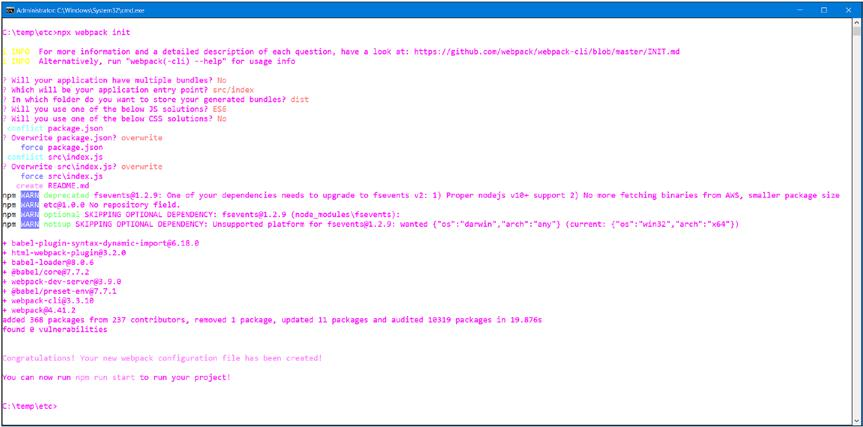 Administrator: C:\Windows\System32\cmd.exe
C:\temp\etc>npx webpack init
i INFO For more information and a detailed description of each question, have a look at: https://github.com/webpack/webpack-cli/blob/master/INIT.md
i INFO Alternatively, run "webpack(-cli) --help" for usage info
? Will your application have multiple bundles? No
? Which will be your application entry point? src/index
? In which folder do you want to store your generated bundles? dist
? Will you use one of the below JS solutions? ES6
? Will you use one of the below CSS solutions? No
conflict package.json
? Overwrite package.json? overwrite
force package.json
conflict src\index.js
? Overwrite src\index.js? overwrite
force src\index.js
create README.md
npm WARN deprecated fsevents@1.2.9: One of your dependencies needs to upgrade to fsevents v2: 1) Proper nodejs v10+ support 2) No more fetching binaries from AWS, smaller package size
npm WARN etc@1.0.0 No repository field.
npm WARN optional SKIPPING OPTIONAL DEPENDENCY: fsevents@1.2.9 (node_modules\fsevents):
npm WARN notsup SKIPPING OPTIONAL DEPENDENCY: Unsupported platform for fsevents@1.2.9: wanted {"os":"darwin","arch":"any"} (current: {"os":"win32","arch":"x64"})
+ babel-plugin-syntax-dynamic-import@6.18.0
+ html-webpack-plugin@3.2.0
+ babel-loader@8.0.6
+ @babel/core@7.7.2
+ webpack-dev-server@3.9.0
+ @babel/preset-env@7.7.1
+ webpack-cli@3.3.10
+ webpack@4.41.2
added 368 packages from 237 contributors, removed 1 package, updated 11 packages and audited 10319 packages in 19.876s
found 0 vulnerabilities
Congratulations! Your new webpack configuration file has been created!
You can now run npm run start to run your project!
C:\temp\etc>